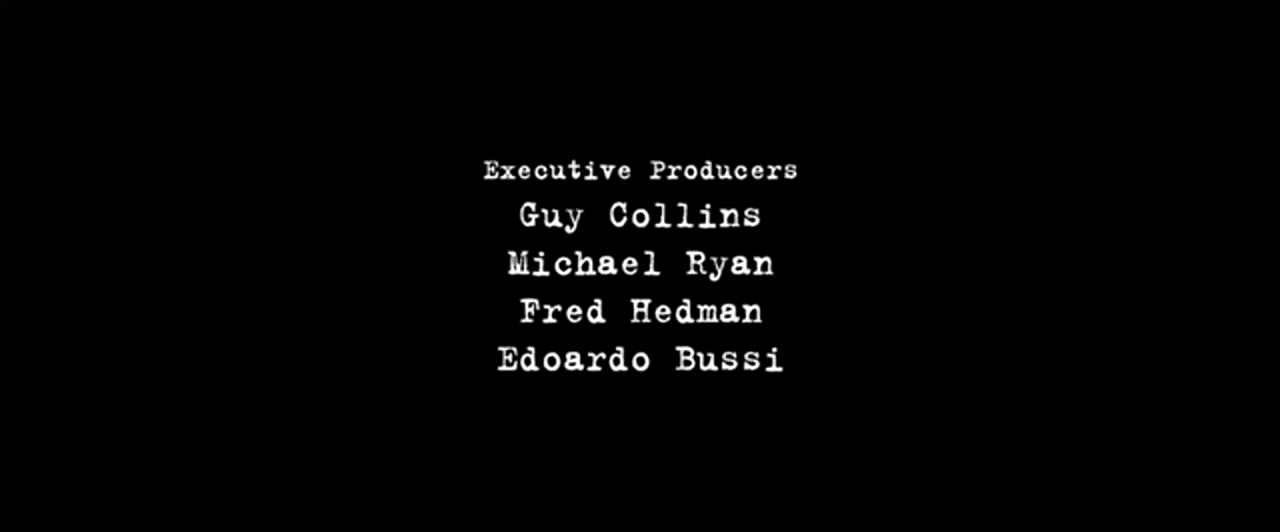 Executive Producers
Guy Collins
Michael Ryan
Fred Hedman
Edoardo Bussi